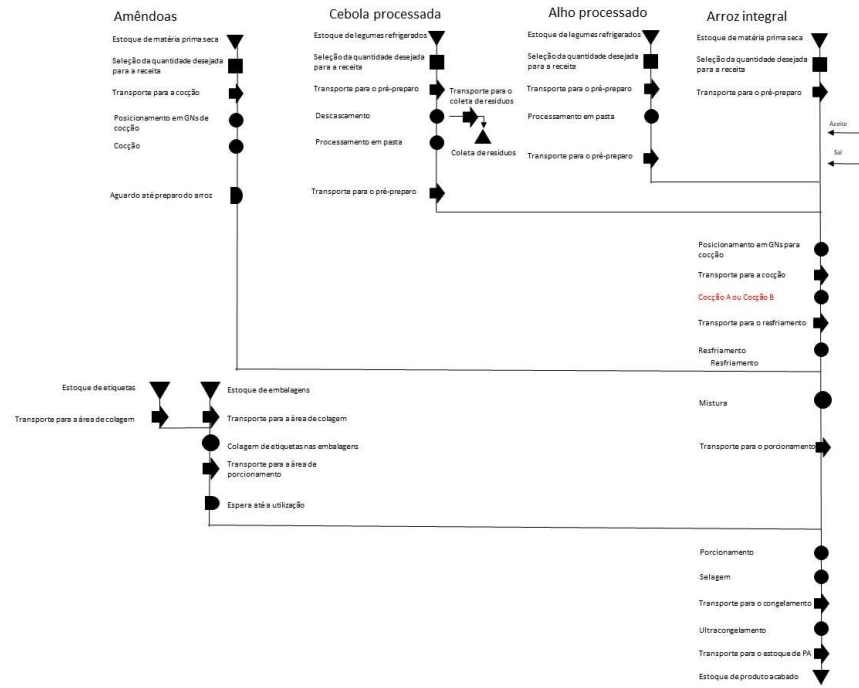 Amêndoas
Estoque de matéria prima seca
Seleção da quantidade desejada
para a receita
Transporte para a cocção
Posicionamento em GNs de
cocção
Cocção
Aguardo até preparo do arroz
Cebola processada
Estoque de legumes refrigerados
Seleção da quantidade desejada
para a receita
Transporte para o pré-preparo
Descascamento
Transporte para o
coleta de resíduos
Coleta de resíduos
Processamento em pasta
Transporte para o pré-preparo
Alho processado
Estoque de legumes refrigerados
Seleção da quantidade desejada
para a receita
Transporte para o pré-preparo
Processamento em pasta
Transporte para o pré-preparo
Arroz integral
Estoque de matéria prima seca
Seleção da quantidade desejada
para a receita
Transporte para o pré-preparo
Azeite
Sal
Posicionamento em GNs para
cocção
Transporte para a cocção
Cocção A ou Cocção B
Transporte para o resfriamento
Resfriamento
Resfriamento
Estoque de etiquetas
Transporte para a área de colagem
Estoque de embalagens
Transporte para a área de colagem
Colagem de etiquetas nas embalagens
Transporte para a área de
porcionamento
Espera até a utilização
Mistura
Transporte para o porcionamento
Porcionamento
Selagem
Transporte para o congelamento
Ultracongelamento
Transporte para o estoque de PA
Estoque de produto acabado